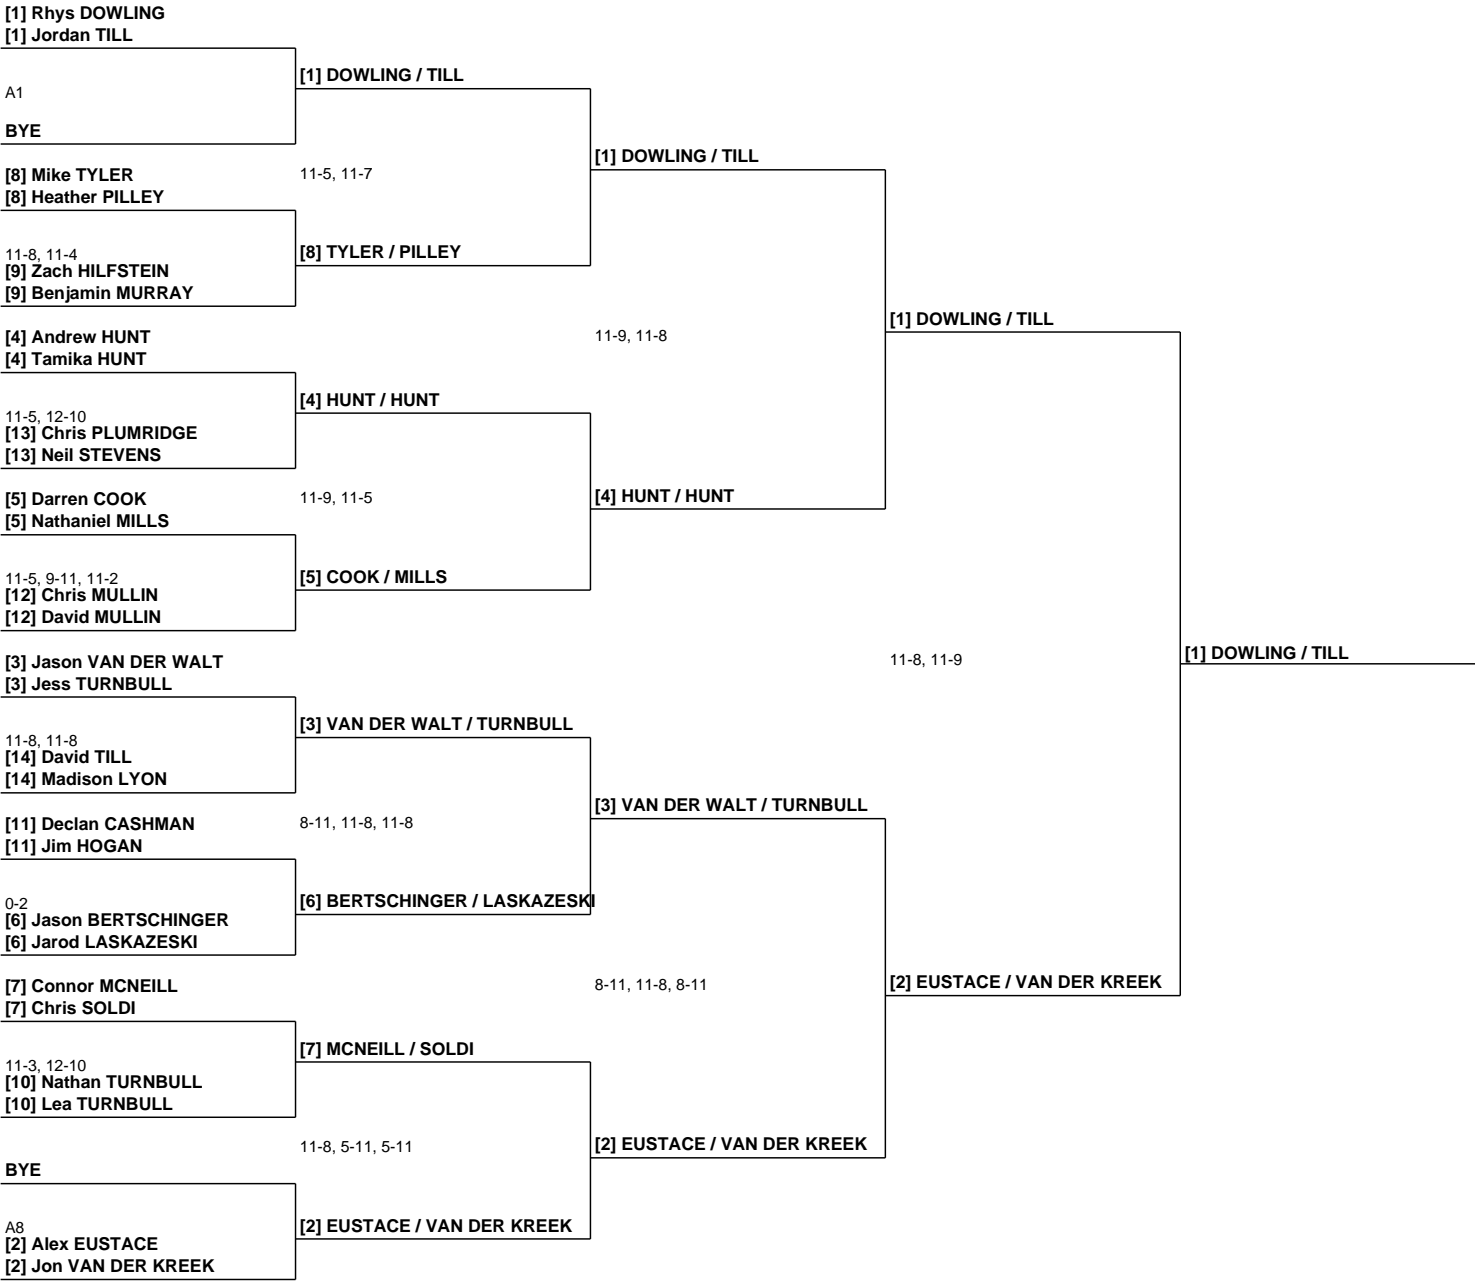 [1] Rhys DOWLING
[1] Jordan TILL
A1
BYE
[8] Mike TYLER
[8] Heather PILLEY
11-8, 11-4
[9] Zach HILFSTEIN
[9] Benjamin MURRAY
[4] Andrew HUNT
[4] Tamika HUNT
11-5, 12-10
[13] Chris PLUMRIDGE
[13] Neil STEVENS
[5] Darren COOK
[5] Nathaniel MILLS
11-5, 9-11, 11-2
[12] Chris MULLIN
[12] David MULLIN
[3] Jason VAN DER WALT
[3] Jess TURNBULL
11-8, 11-8
[14] David TILL
[14] Madison LYON
[11] Declan CASHMAN
[11] Jim HOGAN
0-2
[6] Jason BERTSCHINGER
[6] Jarod LASKAZESKI
[7] Connor MCNEILL
[7] Chris SOLDI
11-3, 12-10
[10] Nathan TURNBULL
[10] Lea TURNBULL
BYE
A8
[2] Alex EUSTACE
[2] Jon VAN DER KREEK
[1] DOWLING / TILL
11-5, 11-7
[8] TYLER / PILLEY
[4] HUNT / HUNT
11-9, 11-5
[5] COOK / MILLS
[3] VAN DER WALT / TURNBULL
8-11, 11-8, 11-8
[6] BERTSCHINGER / LASKAZESKI
[7] MCNEILL / SOLDI
11-8, 5-11, 5-11
[2] EUSTACE / VAN DER KREEK
[1] DOWLING / TILL
11-9, 11-8
[4] HUNT / HUNT
[3] VAN DER WALT / TURNBULL
8-11, 11-8, 8-11
[2] EUSTACE / VAN DER KREEK
[1] DOWLING / TILL
11-8, 11-9
[2] EUSTACE / VAN DER KREEK
[1] DOWLING / TILL